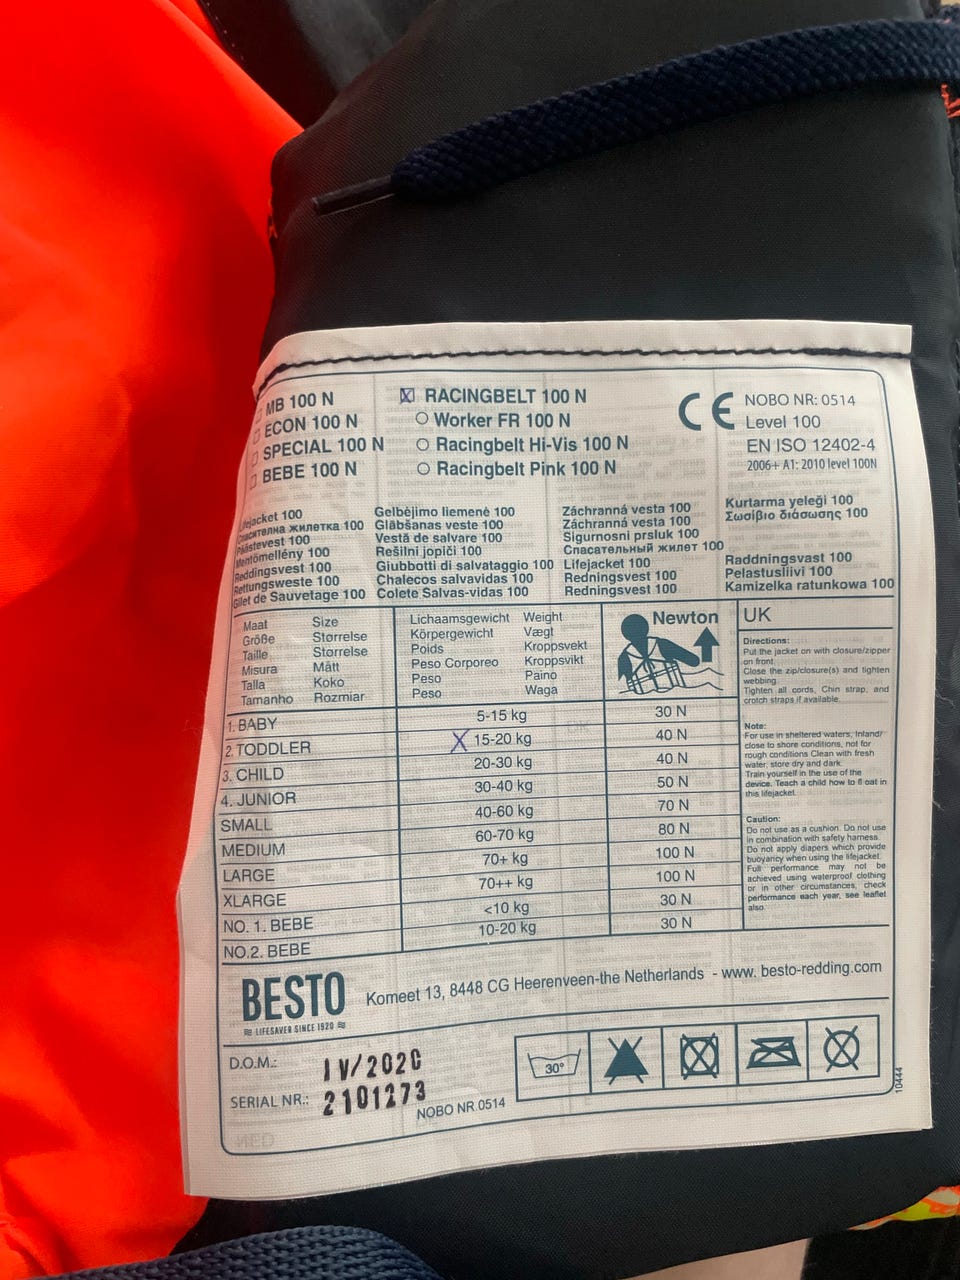 MB 100 N
ECON 100 N
SPECIAL 100 N
BEBE 100 N
RACINGBELT 100 N
Worker FR 100 N
Racingbelt Hi-Vis 100 N
Racingbelt Pink 100 N
CE
NOBO NR: 0514
Level 100
EN ISO 12402-4
2006+ A1: 2010 level 100N
Lifejacket 100
Спасителна жилетка 100
Päästevest 100
Mentőmellény 100
Reddingsvest 100
Rettungsweste 100
Gilet de Sauvetage 100
Gelbėjimo liemenė 100
Glābšanas veste 100
Vestă de salvare 100
Rešilni jopiči 100
Giubbotti di salvataggio 100
Chalecos salvavidas 100
Colete Salvas-vidas 100
Záchranná vesta 100
Záchranná vesta 100
Sigurnosni prsluk 100
Спасательный жилет 100
Lifejacket 100
Redningsvest 100
Redningsvest 100
Kurtarma yeleği 100
Σωσίβιο διάσωσης 100
Raddningsvast 100
Pelastusliivi 100
Kamizelka ratunkowa 100
Maat Size
Größe Størrelse
Taille Størrelse
Misura Mått
Talla Koko
Tamanho Rozmiar
Lichaamsgewicht Weight
Körpergewicht Vægt
Poids Kroppsvekt
Peso Corporeo Kroppsvikt
Peso Paino
Peso Waga
Newton
1. BABY 5-15 kg 30 N
2. TODDLER X 15-20 kg 40 N
3. CHILD 20-30 kg 40 N
4. JUNIOR 30-40 kg 50 N
SMALL 40-60 kg 70 N
MEDIUM 60-70 kg 80 N
LARGE 70+ kg 100 N
XLARGE 70++ kg 100 N
NO. 1. BEBE <10 kg 30 N
NO.2. BEBE 10-20 kg 30 N
UK
Directions:
Put the jacket on with closure/zipper
on front.
Close the zip/closure(s) and tighten
webbing.
Tighten all cords, Chin strap, and
crotch straps if available.
Note:
For use in sheltered waters, Inland/
close to shore conditions, not for
rough conditions Clean with fresh
water, store dry and dark.
Train yourself in the use of the
device. Teach a child how to fl oat in
this lifejacket.
Caution:
Do not use as a cushion. Do not use
in combination with safety harness.
Do not apply diapers which provide
buoyancy when using the lifejacket.
Full performance may not be
achieved using waterproof clothing
or in other circumstances, check
performance each year, see leaflet
also.
BESTO
LIFESAVER SINCE 1920
Komeet 13, 8448 CG Heerenveen-the Netherlands - www. besto-redding.com
D.O.M.: IV/2020
SERIAL NR.: 2101273
NOBO NR.0514
30°
10444